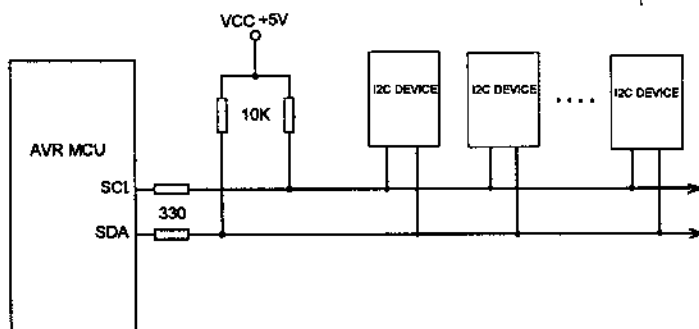 VCC +5V
I2C DEVICE
I2C DEVICE
I2C DEVICE
....
10K
AVR MCU
SCL
330
SDA